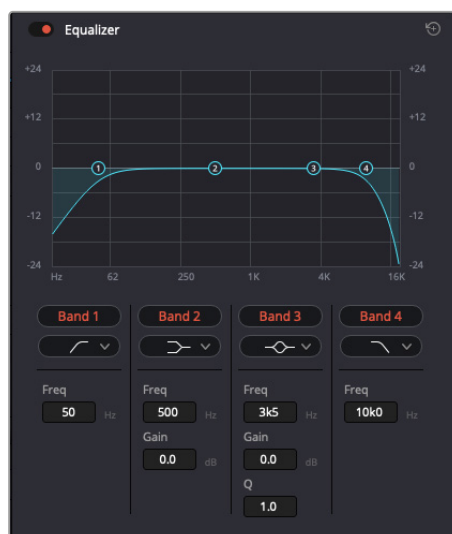 Equalizer
+24 +24
+12 +12
0 1 2 3 4 0
-12 -12
-24 -24
Hz 62 250 1K 4K 16K
Band 1 Band 2 Band 3 Band 4
Freq Freq Freq Freq
50 Hz 500 Hz 3k5 Hz 10k0 Hz
Gain Gain
0.0 dB 0.0 dB
Q
1.0